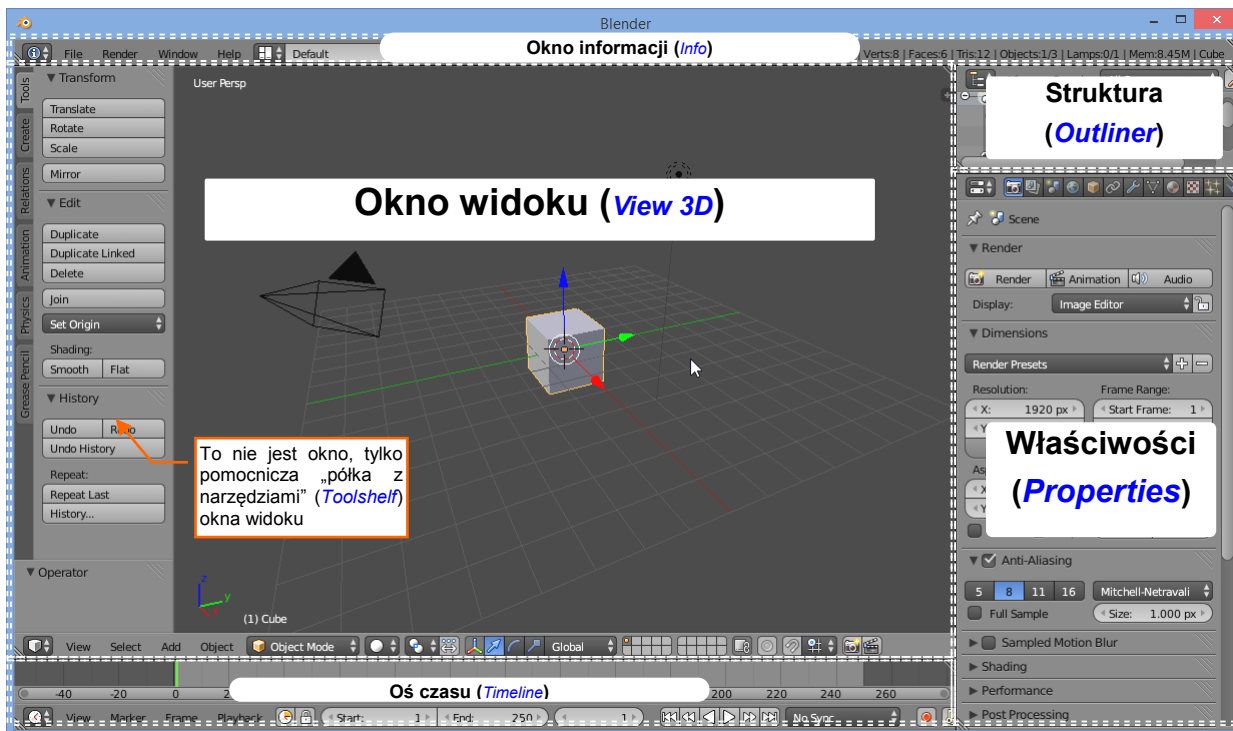 Blender
File Render Window Help Default
Okno informacji (Info)
Verts:8 | Faces:6 | Tris:12 | Objects:1/3 | Lamps:0/1 | Mem:8.45M | Cube
Tools
Create
Relations
Animation
Physics
Grease Pencil
▼ Transform
Translate
Rotate
Scale
Mirror
▼ Edit
Duplicate
Duplicate Linked
Delete
Join
Set Origin
Shading:
Smooth Flat
▼ History
Undo Redo
Undo History
Repeat:
Repeat Last
History...
▼ Operator
User Persp
Okno widoku (View 3D)
To nie jest okno, tylko
pomocnicza „półka z
narzędziami” (Toolshelf)
okna widoku
z
y
x
(1) Cube
View Select Add Object Object Mode Global
Struktura
(Outliner)
Scene
▼ Render
Render Animation Audio
Display: Image Editor
▼ Dimensions
Render Presets
Resolution: Frame Range:
X: 1920 px Start Frame: 1
Właściwości
(Properties)
▼ Anti-Aliasing
5 8 11 16 Mitchell-Netravali
Full Sample Size: 1.000 px
▶ Sampled Motion Blur
▶ Shading
▶ Performance
▶ Post Processing
Oś czasu (Timeline)
-40 -20 0 200 220 240 260
View Marker Frame Playback Start: 1 End: 250 1 No Sync